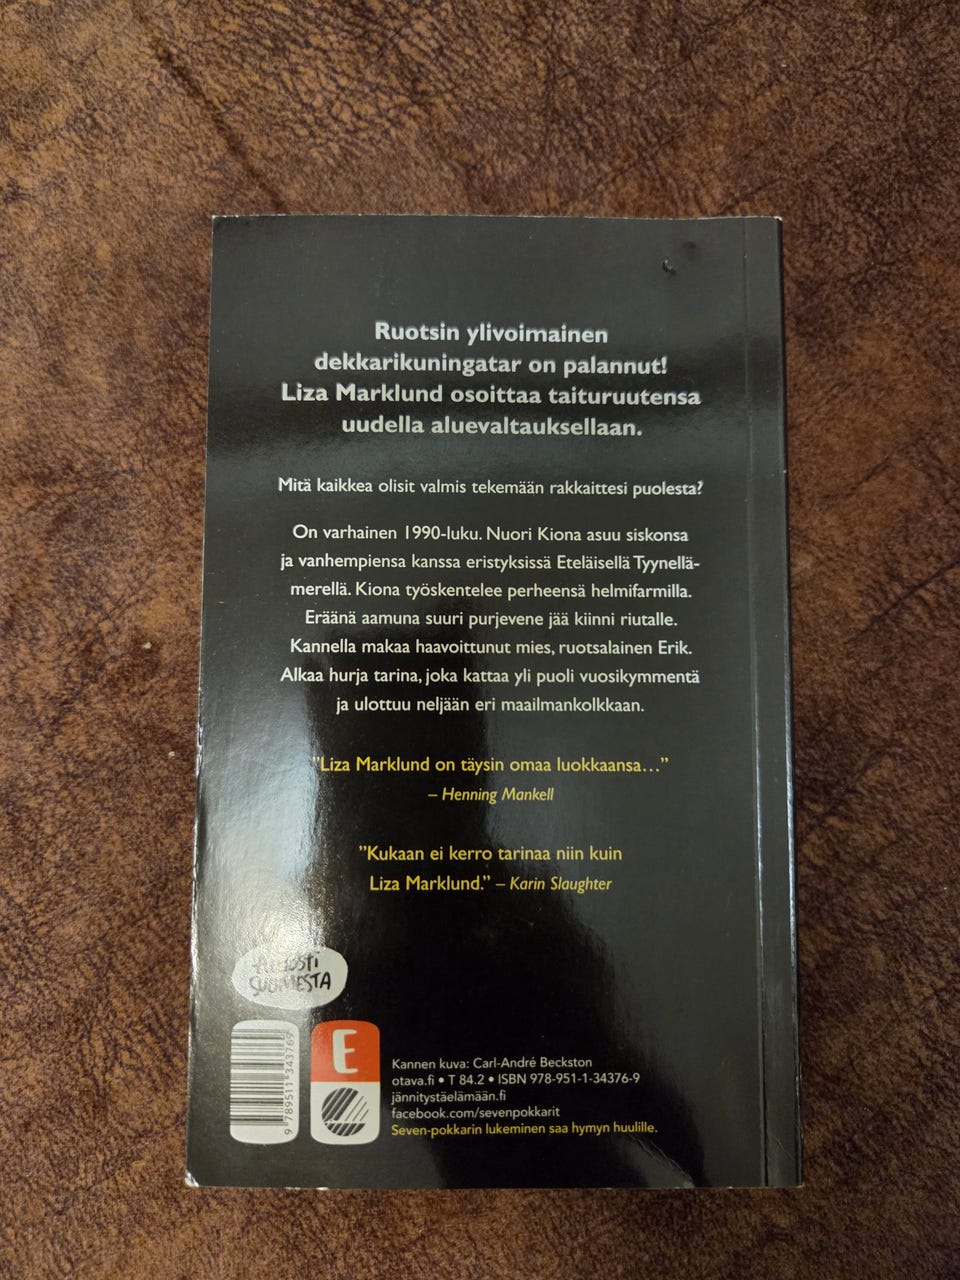 Ruotsin ylivoimainen
dekkarikuningatar on palannut!
Liza Marklund osoittaa taituruutensa
uudella aluevaltauksellaan.
Mitä kaikkea olisit valmis tekemään rakkaittesi puolesta?
On varhainen 1990-luku. Nuori Kiona asuu siskonsa
ja vanhempiensa kanssa eristyksissä Eteläisellä Tyynellä-
merellä. Kiona työskentelee perheensä helmifarmilla.
Eräänä aamuna suuri purjevene jää kiinni riutalle.
Kannella makaa haavoittunut mies, ruotsalainen Erik.
Alkaa hurja tarina, joka kattaa yli puoli vuosikymmentä
ja ulottuu neljään eri maailmankolkkaan.
”Liza Marklund on täysin omaa luokkaansa…”
– Henning Mankell
”Kukaan ei kerro tarinaa niin kuin
Liza Marklund.” – Karin Slaughter
SUOMESTA
9 789511 343769
E
Kannen kuva: Carl-André Beckston
otava.fi • T 84.2 • ISBN 978-951-1-34376-9
jännitystäelämään.fi
facebook.com/sevenpokkarit
Seven-pokkarin lukeminen saa hymyn huulille.